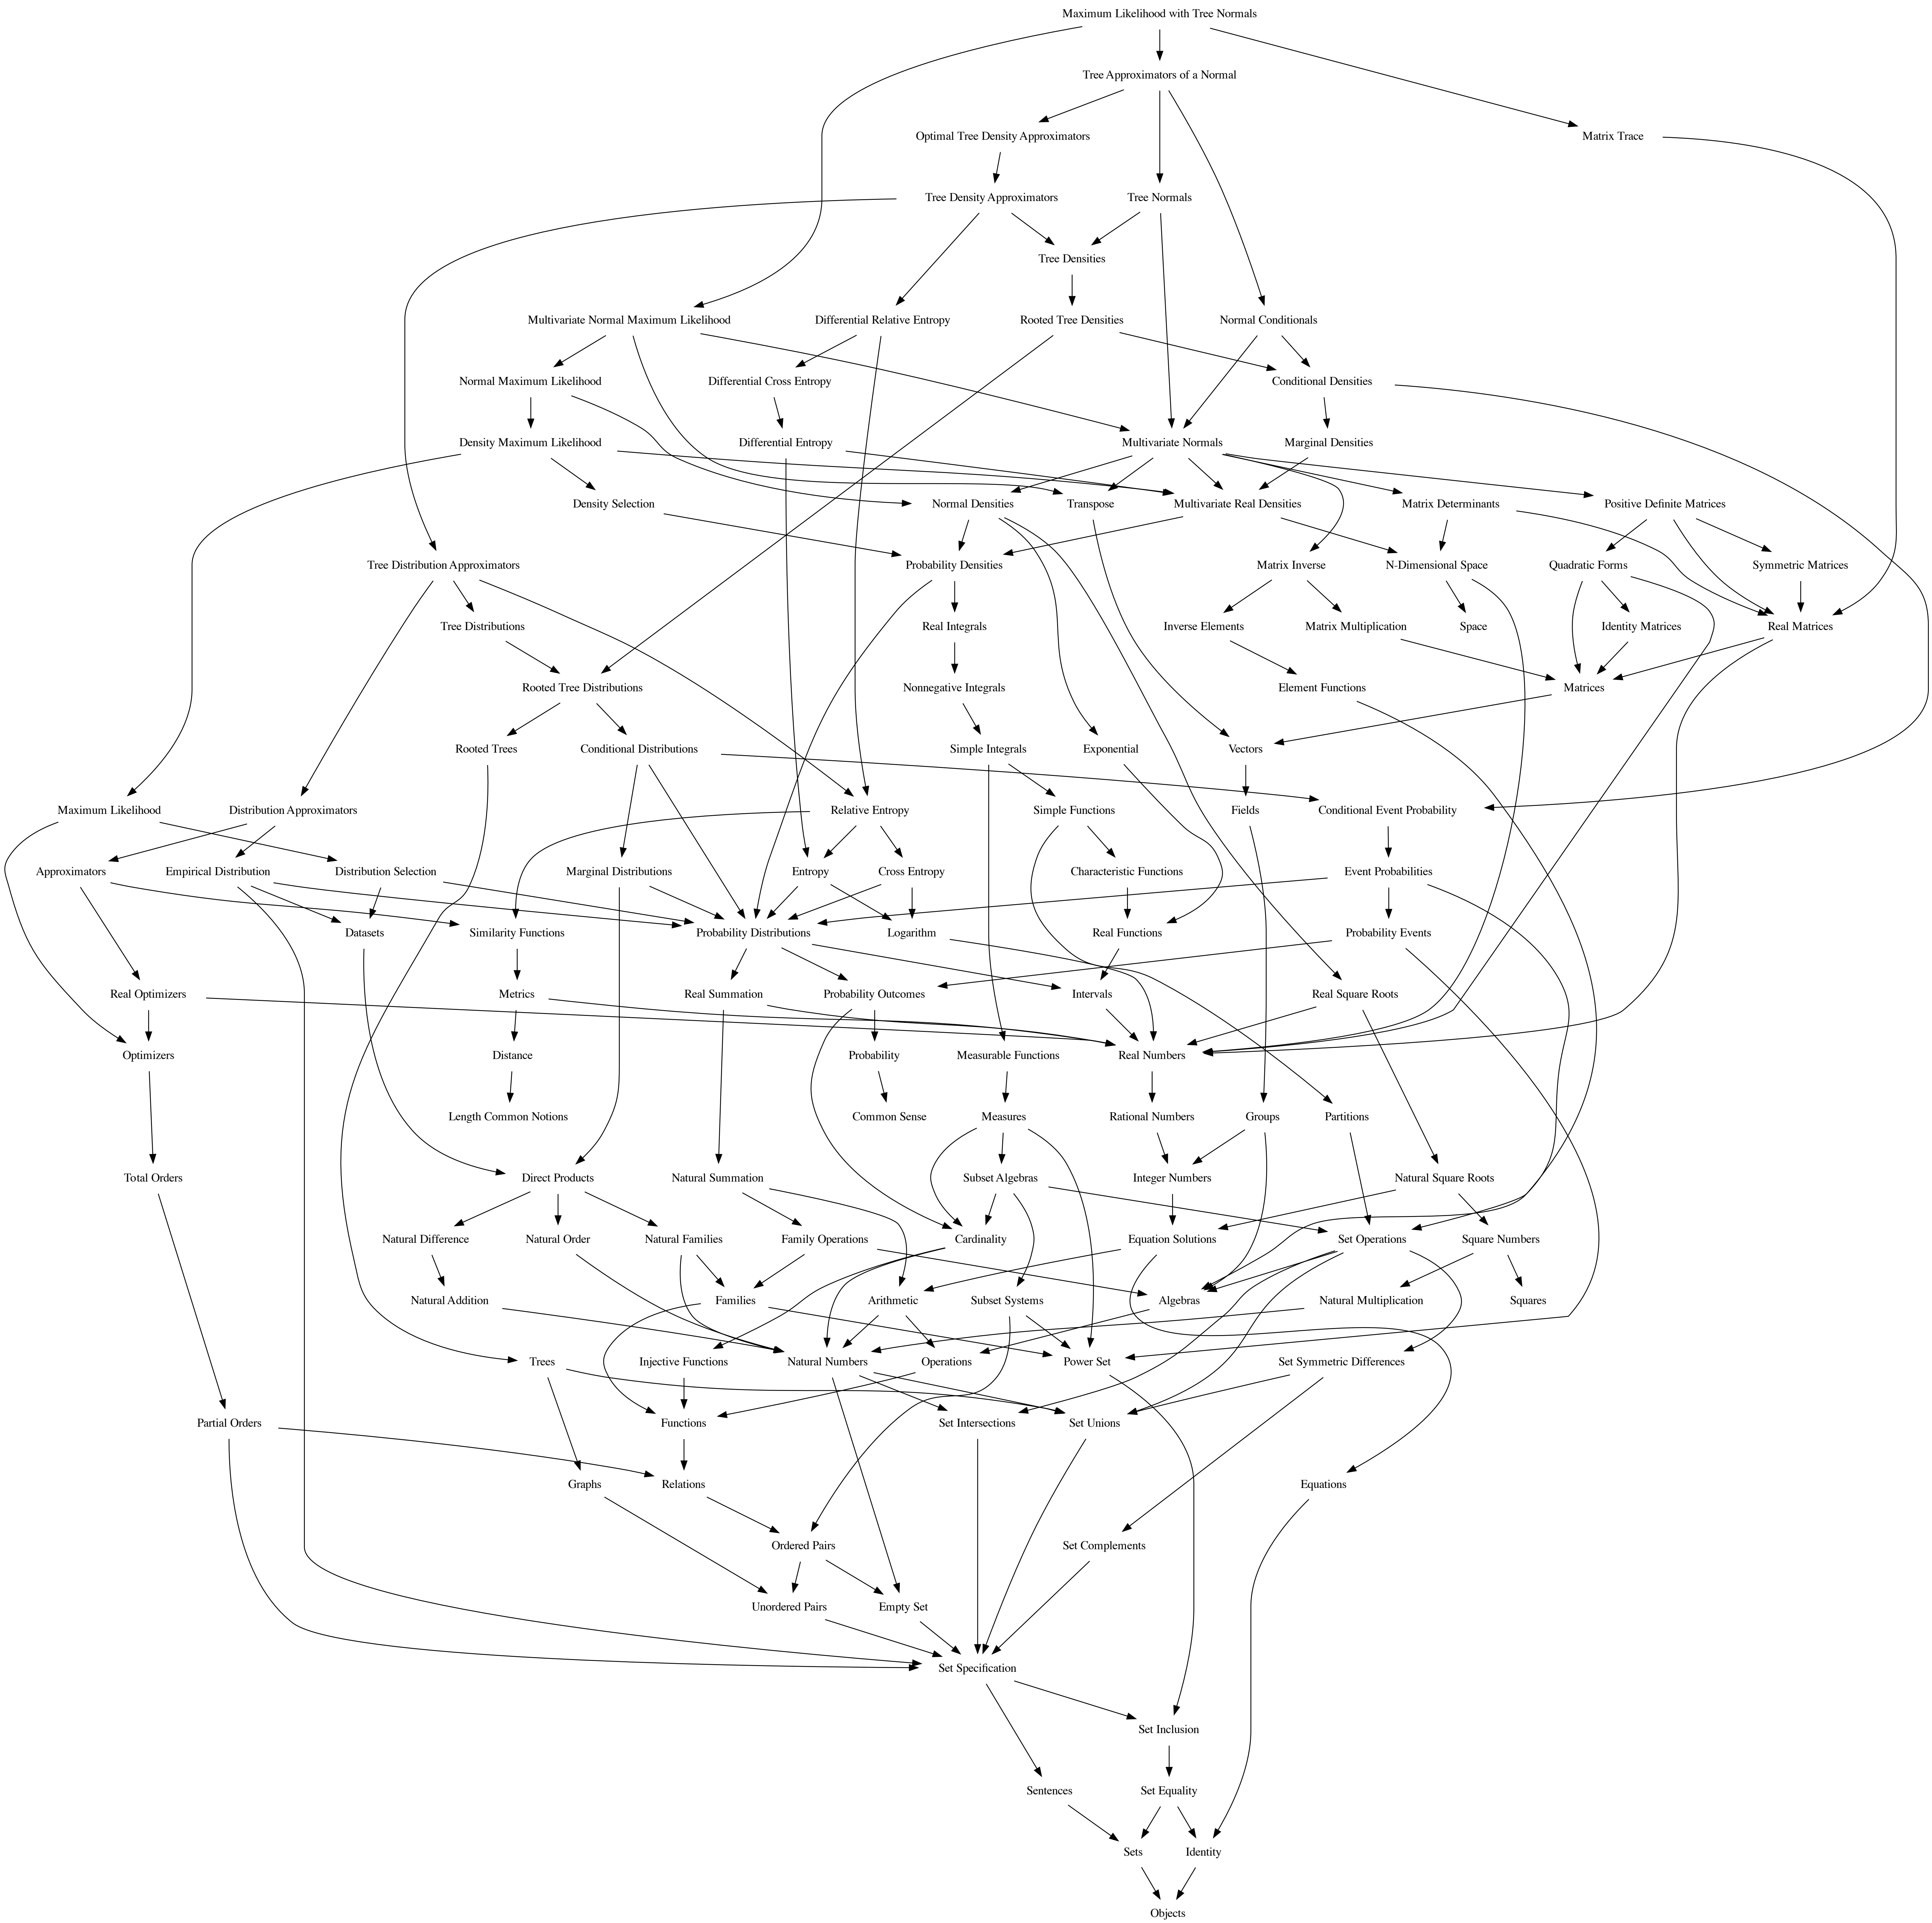 Maximum Likelihood with Tree Normals
Tree Approximators of a Normal
Optimal Tree Density Approximators
Matrix Trace
Tree Density Approximators
Tree Normals
Tree Densities
Multivariate Normal Maximum Likelihood
Differential Relative Entropy
Rooted Tree Densities
Normal Conditionals
Normal Maximum Likelihood
Differential Cross Entropy
Conditional Densities
Density Maximum Likelihood
Differential Entropy
Multivariate Normals
Marginal Densities
Density Selection
Normal Densities
Transpose
Multivariate Real Densities
Matrix Determinants
Positive Definite Matrices
Tree Distribution Approximators
Probability Densities
Matrix Inverse
N-Dimensional Space
Quadratic Forms
Symmetric Matrices
Tree Distributions
Real Integrals
Inverse Elements
Matrix Multiplication
Space
Identity Matrices
Real Matrices
Rooted Tree Distributions
Nonnegative Integrals
Element Functions
Matrices
Rooted Trees
Conditional Distributions
Simple Integrals
Exponential
Vectors
Maximum Likelihood
Distribution Approximators
Relative Entropy
Simple Functions
Fields
Conditional Event Probability
Approximators
Empirical Distribution
Distribution Selection
Marginal Distributions
Entropy
Cross Entropy
Characteristic Functions
Event Probabilities
Datasets
Similarity Functions
Probability Distributions
Logarithm
Real Functions
Probability Events
Real Optimizers
Metrics
Real Summation
Probability Outcomes
Intervals
Real Square Roots
Optimizers
Distance
Probability
Measurable Functions
Real Numbers
Length Common Notions
Common Sense
Measures
Rational Numbers
Groups
Partitions
Total Orders
Direct Products
Natural Summation
Subset Algebras
Integer Numbers
Natural Square Roots
Natural Difference
Natural Order
Natural Families
Family Operations
Cardinality
Equation Solutions
Set Operations
Square Numbers
Natural Addition
Families
Arithmetic
Subset Systems
Algebras
Natural Multiplication
Squares
Trees
Injective Functions
Natural Numbers
Operations
Power Set
Set Symmetric Differences
Partial Orders
Functions
Set Intersections
Set Unions
Graphs
Relations
Equations
Ordered Pairs
Set Complements
Unordered Pairs
Empty Set
Set Specification
Set Inclusion
Sentences
Set Equality
Sets
Identity
Objects